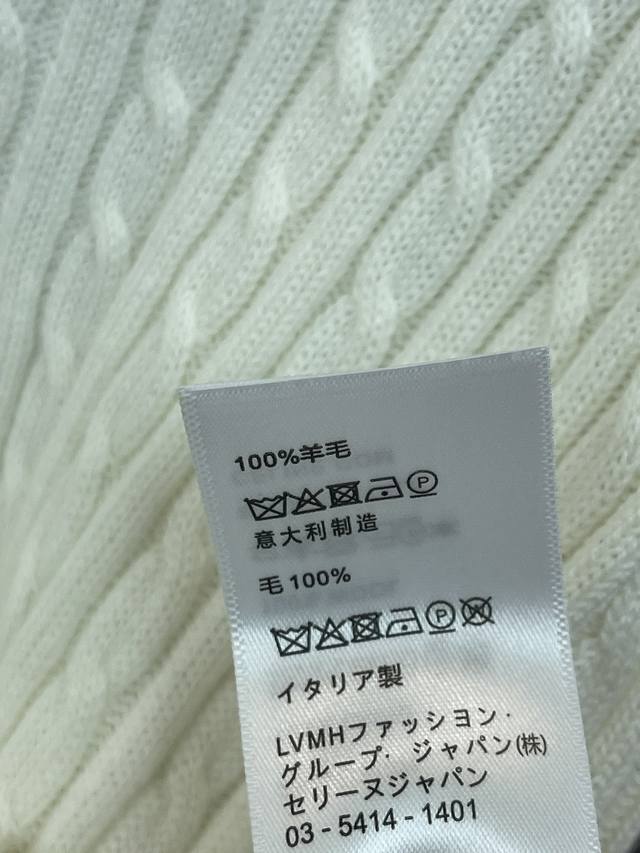 100%羊毛
P
意大利制造
毛 100%
P W
イタリア製
LVMHファッション・
グループ・ジャパン(株)
セリーヌジャパン
03 - 5414 - 1401